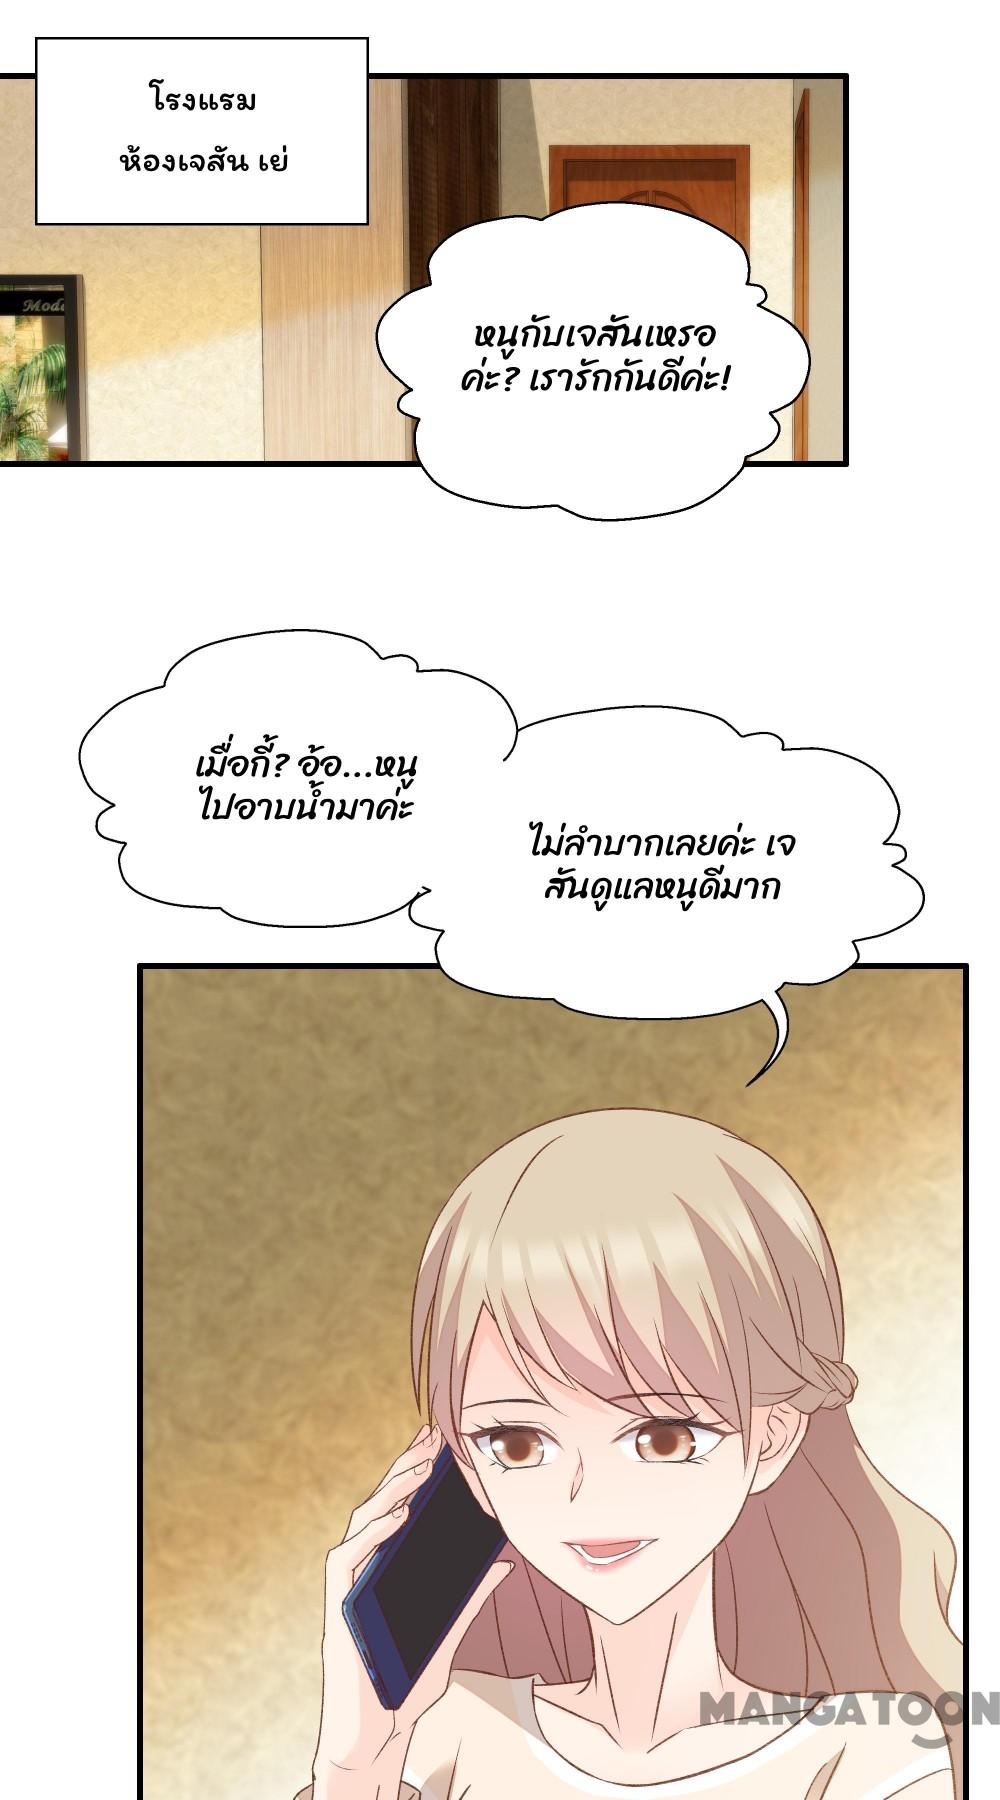 โรงแรม
ห้องเจสัน เย่
Mode
หนูกับเจสันเหรอ
ค่ะ? เรารักกันดีค่ะ!
เมื่อกี้? อ้อ...หนู
ไปอาบน้ำมาค่ะ
ไม่ลำบากเลยค่ะ เจ
สันดูแลหนูดีมาก
MANGATOON